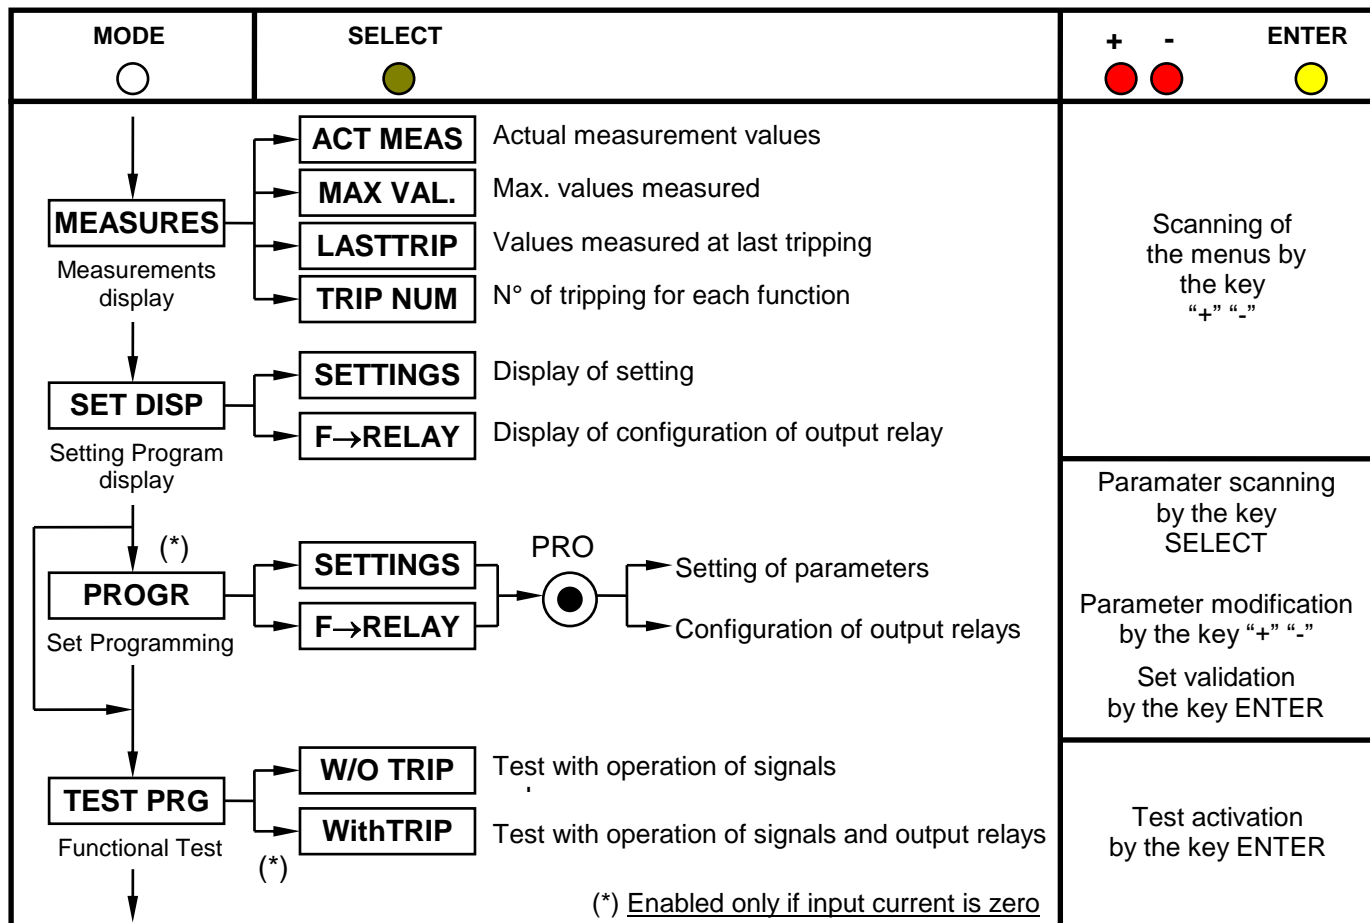 MODE
SELECT
+ - ENTER
ACT MEAS Actual measurement values
MAX VAL. Max. values measured
MEASURES
LASTTRIP Values measured at last tripping
Measurements
display
TRIP NUM N° of tripping for each function
Scanning of
the menus by
the key
“+” “-”
SETTINGS Display of setting
SET DISP
F→RELAY Display of configuration of output relay
Setting Program
display
Paramater scanning
by the key
SELECT
(*)
SETTINGS PRO Setting of parameters
PROGR
F→RELAY Configuration of output relays
Set Programming
Parameter modification
by the key “+” “-”
Set validation
by the key ENTER
W/O TRIP Test with operation of signals
TEST PRG
WithTRIP Test with operation of signals and output relays
Functional Test
(*)
Test activation
by the key ENTER
(*) Enabled only if input current is zero